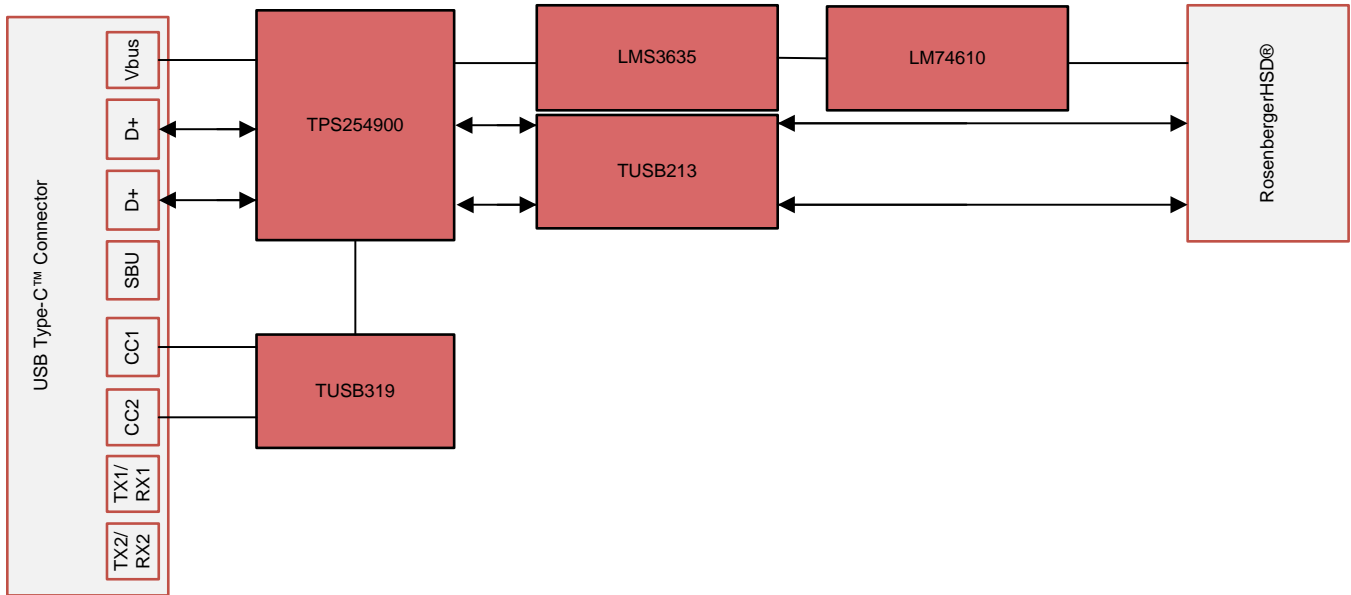 USB Type-C™ Connector
Vbus
D+
D+
SBU
CC1
CC2
TX1/
RX1
TX2/
RX2
TPS254900
TUSB319
LMS3635
TUSB213
LM74610
RosenbergerHSD®